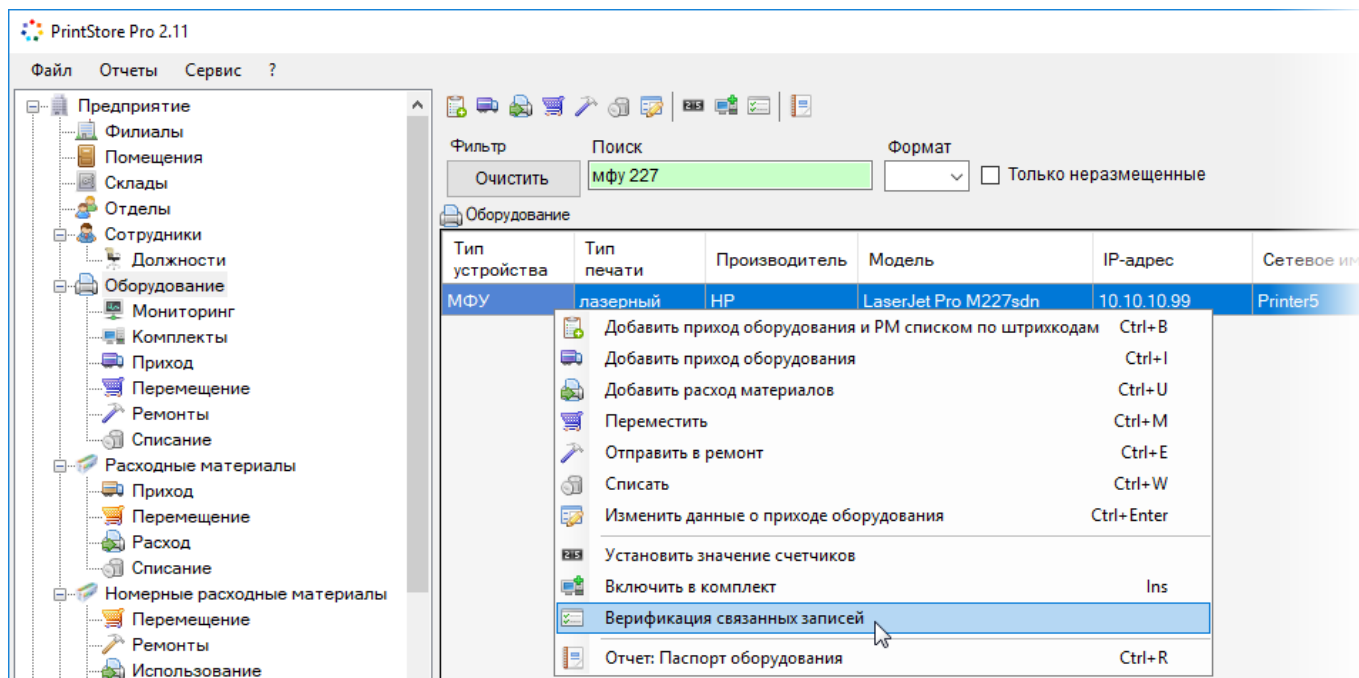 PrintStore Pro 2.11
Файл Отчеты Сервис ?
Предприятие
Филиалы
Помещения
Склады
Отделы
Сотрудники
Должности
Оборудование
Мониторинг
Комплекты
Приход
Перемещение
Ремонты
Списание
Расходные материалы
Приход
Перемещение
Расход
Списание
Номерные расходные материалы
Перемещение
Ремонты
Использование
215
Фильтр Поиск Формат
Очистить мфу 227 Только неразмещенные
Оборудование
Тип устройства Тип печати Производитель Модель IP-адрес Сетевое им
МФУ лазерный HP LaserJet Pro M227sdn 10.10.10.99 Printer5
Добавить приход оборудования и РМ списком по штрихкодам Ctrl+B
Добавить приход оборудования Ctrl+I
Добавить расход материалов Ctrl+U
Переместить Ctrl+M
Отправить в ремонт Ctrl+E
Списать Ctrl+W
Изменить данные о приходе оборудования Ctrl+Enter
215 Установить значение счетчиков
Включить в комплект Ins
Верификация связанных записей
Отчет: Паспорт оборудования Ctrl+R